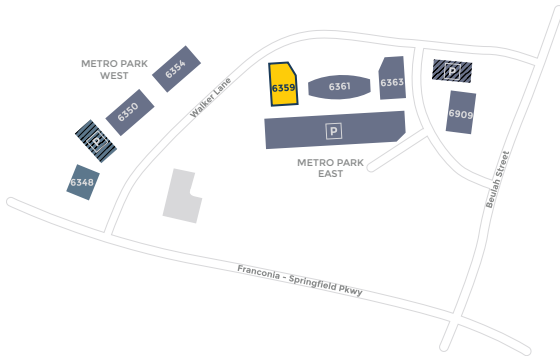 METRO PARK
WEST
6354
6350
P
6348
Walker Lane
6359
6361
6363
P
METRO PARK
EAST
P
6909
Beulah Street
Franconia - Springfield Pkwy